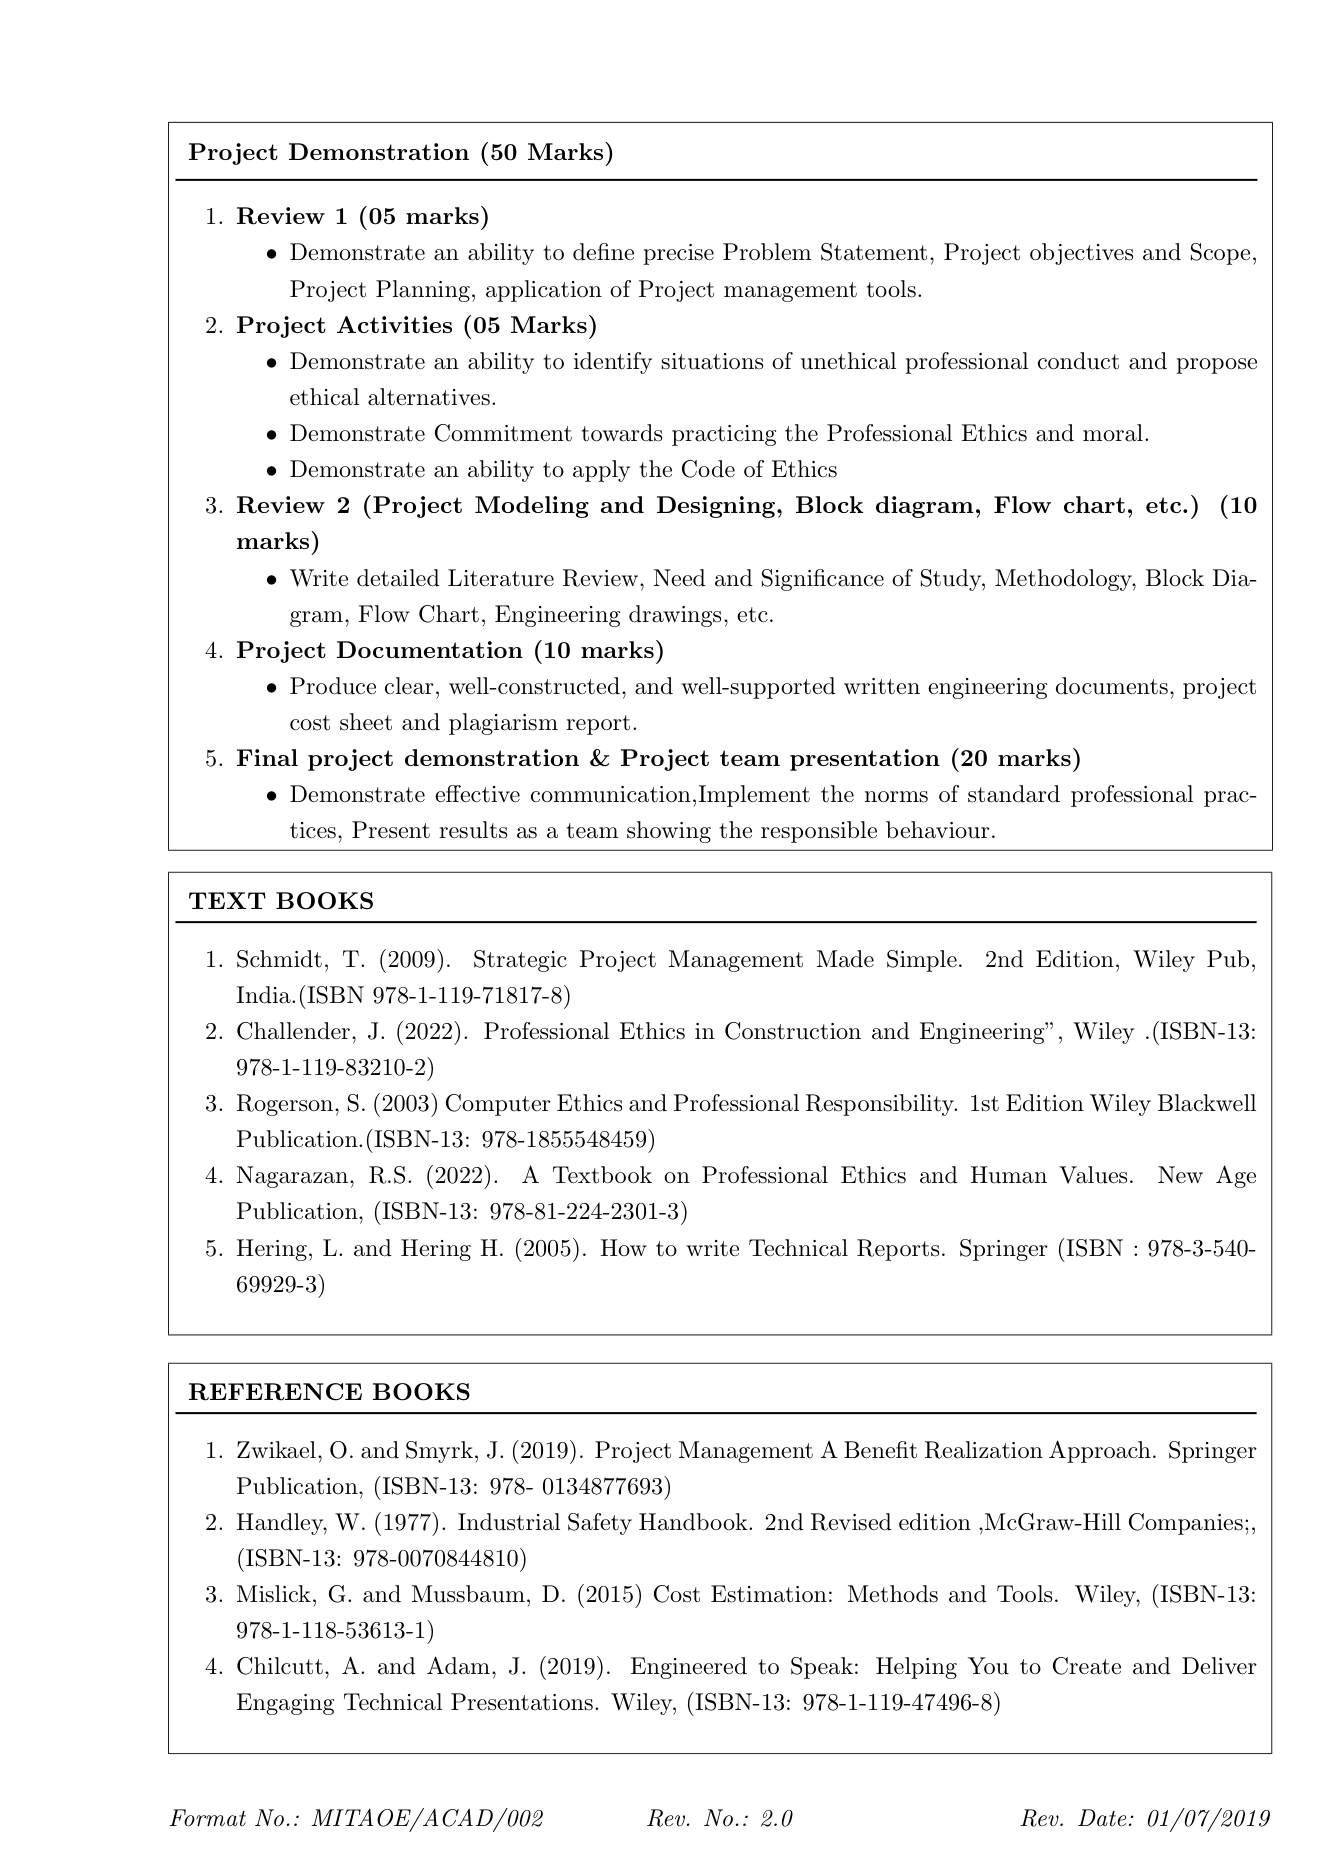 Project Demonstration (50 Marks)
1. Review 1 (05 marks)
• Demonstrate an ability to define precise Problem Statement, Project objectives and Scope,
Project Planning, application of Project management tools.
2. Project Activities (05 Marks)
• Demonstrate an ability to identify situations of unethical professional conduct and propose
ethical alternatives.
• Demonstrate Commitment towards practicing the Professional Ethics and moral.
• Demonstrate an ability to apply the Code of Ethics
3. Review 2 (Project Modeling and Designing, Block diagram, Flow chart, etc.) (10
marks)
• Write detailed Literature Review, Need and Significance of Study, Methodology, Block Dia-
gram, Flow Chart, Engineering drawings, etc.
4. Project Documentation (10 marks)
• Produce clear, well-constructed, and well-supported written engineering documents, project
cost sheet and plagiarism report.
5. Final project demonstration & Project team presentation (20 marks)
• Demonstrate effective communication,Implement the norms of standard professional prac-
tices, Present results as a team showing the responsible behaviour.
TEXT BOOKS
1. Schmidt, T. (2009). Strategic Project Management Made Simple. 2nd Edition, Wiley Pub,
India.(ISBN 978-1-119-71817-8)
2. Challender, J. (2022). Professional Ethics in Construction and Engineering”, Wiley .(ISBN-13:
978-1-119-83210-2)
3. Rogerson, S. (2003) Computer Ethics and Professional Responsibility. 1st Edition Wiley Blackwell
Publication.(ISBN-13: 978-1855548459)
4. Nagarazan, R.S. (2022). A Textbook on Professional Ethics and Human Values. New Age
Publication, (ISBN-13: 978-81-224-2301-3)
5. Hering, L. and Hering H. (2005). How to write Technical Reports. Springer (ISBN : 978-3-540-
69929-3)
REFERENCE BOOKS
1. Zwikael, O. and Smyrk, J. (2019). Project Management A Benefit Realization Approach. Springer
Publication, (ISBN-13: 978- 0134877693)
2. Handley, W. (1977). Industrial Safety Handbook. 2nd Revised edition ,McGraw-Hill Companies;,
(ISBN-13: 978-0070844810)
3. Mislick, G. and Mussbaum, D. (2015) Cost Estimation: Methods and Tools. Wiley, (ISBN-13:
978-1-118-53613-1)
4. Chilcutt, A. and Adam, J. (2019). Engineered to Speak: Helping You to Create and Deliver
Engaging Technical Presentations. Wiley, (ISBN-13: 978-1-119-47496-8)
Format No.: MITAOE/ACAD/002 Rev. No.: 2.0 Rev. Date: 01/07/2019